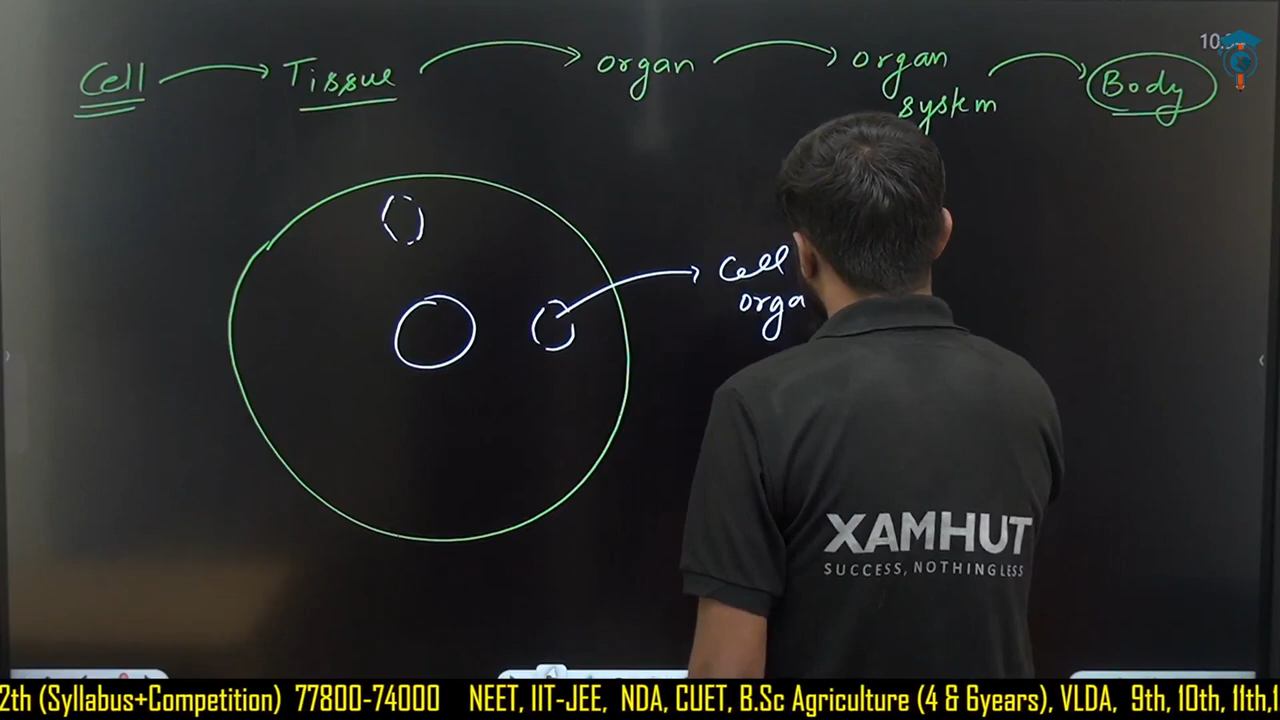 Cell → Tissue → organ → organ system → Body
Cell
orga
XAMHUT
SUCCESS, NOTHING LESS
2th (Syllabus+Competition) 77800-74000 NEET, IIT-JEE, NDA, CUET, B.Sc Agriculture (4 & 6years), VLDA, 9th, 10th, 11th,1